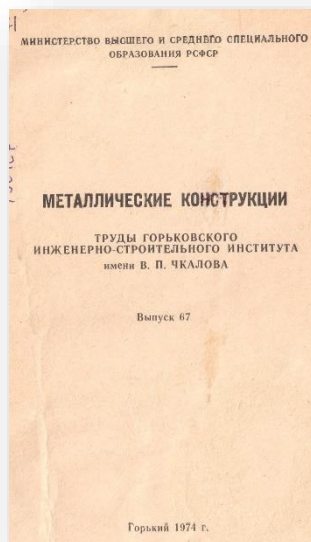 МИНИСТЕРСТВО ВЫСШЕГО И СРЕДНЕГО СПЕЦИАЛЬНОГО
ОБРАЗОВАНИЯ РСФСР
МЕТАЛЛИЧЕСКИЕ КОНСТРУКЦИИ
ТРУДЫ ГОРЬКОВСКОГО
ИНЖЕНЕРНО-СТРОИТЕЛЬНОГО ИНСТИТУТА
имени В. П. ЧКАЛОВА
Выпуск 67
Горький 1974 г.